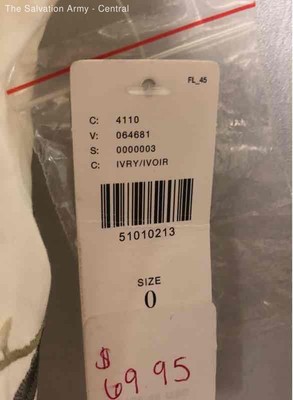 The Salvation Army - Central
FL_45
C: 4110
V: 064681
S: 0000003
C: IVRY/IVOIR
51010213
SIZE
0
$
69.95